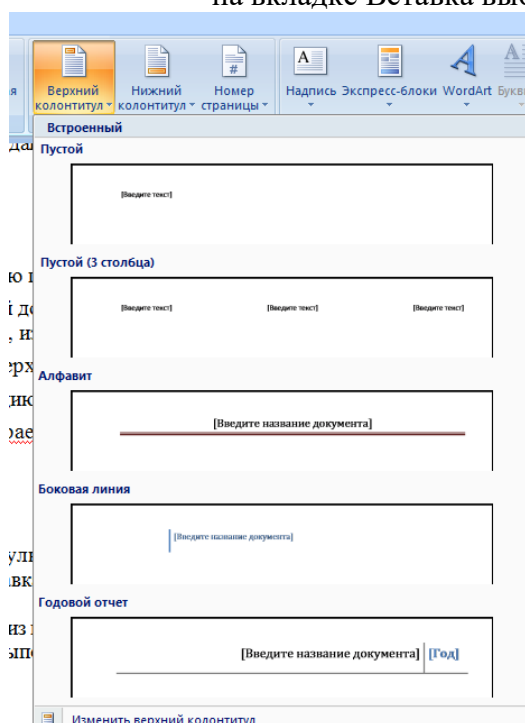 на вкладке Вставка
Верхний колонтитул
Нижний колонтитул
Номер страницы
Надпись Экспресс-блоки WordArt
Встроенный
Пустой
[Введите текст]
Пустой (3 столбца)
[Введите текст] [Введите текст] [Введите текст]
Алфавит
[Введите название документа]
Боковая линия
[Введите название документа]
Годовой отчет
[Введите название документа] [Год]
Изменить верхний колонтитул